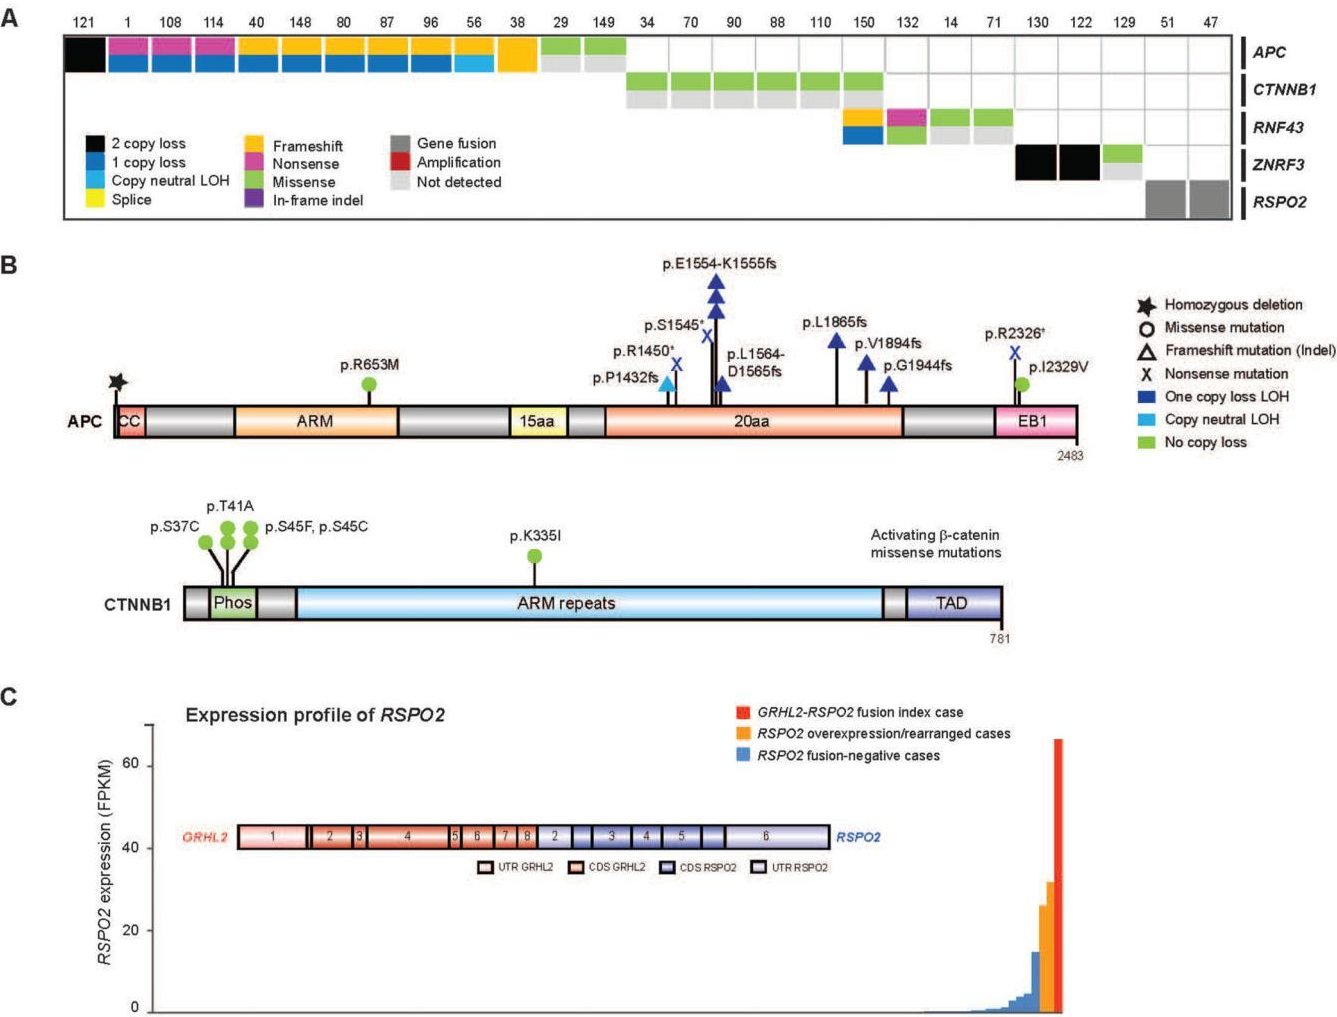 A
121 1 108 114 40 148 80 87 96 56 38 29 149 34 70 90 88 110 150 132 14 71 130 122 129 51 47
APC
CTNNB1
RNF43
ZNRF3
RSPO2
2 copy loss
1 copy loss
Copy neutral LOH
Splice
Frameshift
Nonsense
Missense
In-frame indel
Gene fusion
Amplification
Not detected
B
p.E1554-K1555fs
p.S1545*
p.R1450*
p.P1432fs
p.L1564-
D1565fs
p.L1865fs
p.V1894fs
p.G1944fs
p.R2326*
p.I2329V
p.R653M
APC
CC
ARM
15aa
20aa
EB1
2483
Homozygous deletion
Missense mutation
Frameshift mutation (Indel)
X Nonsense mutation
One copy loss LOH
Copy neutral LOH
No copy loss
p.T41A
p.S37C
p.S45F, p.S45C
p.K335I
Activating β-catenin
missense mutations
CTNNB1
Phos
ARM repeats
TAD
781
C
Expression profile of RSPO2
GRHL2-RSPO2 fusion index case
RSPO2 overexpression/rearranged cases
RSPO2 fusion-negative cases
RSPO2 expression (FPKM)
60
40
20
0
GRHL2 1 2 3 4 5 6 7 8 2 3 4 5 6 RSPO2
UTR GRHL2 CDS GRHL2 CDS RSPO2 UTR RSPO2